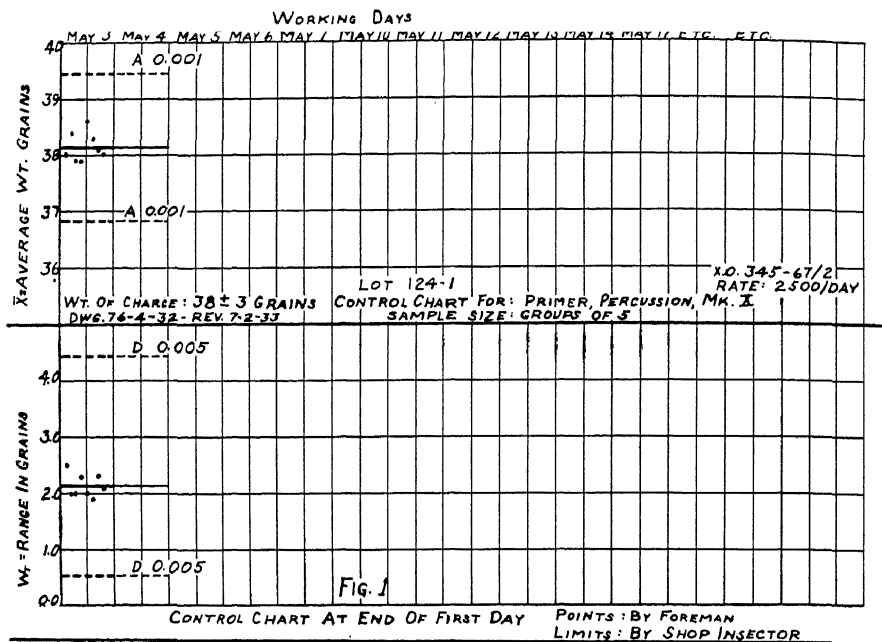 WORKING DAYS
MAY 3 MAY 4 MAY 5 MAY 6 MAY 7 MAY 10 MAY 11 MAY 12 MAY 13 MAY 14 MAY 17 ETC. ETC.
40
A 0.001
39
38
37
A 0.001
36
X̄=AVERAGE WT. GRAINS
LOT 124-1
X.O. 345-67/2
RATE: 2500/DAY
WT. OF CHARGE: 38 ± 3 GRAINS
CONTROL CHART FOR: PRIMER, PERCUSSION, MK. X
DWG. 76-4-32- REV. 7-2-33
SAMPLE SIZE: GROUPS OF 5
D 0.005
4.0
3.0
2.0
1.0
D 0.005
0.0
Wr =RANGE IN GRAINS
FIG. 1
CONTROL CHART AT END OF FIRST DAY
POINTS: BY FOREMAN
LIMITS: BY SHOP INSECTOR